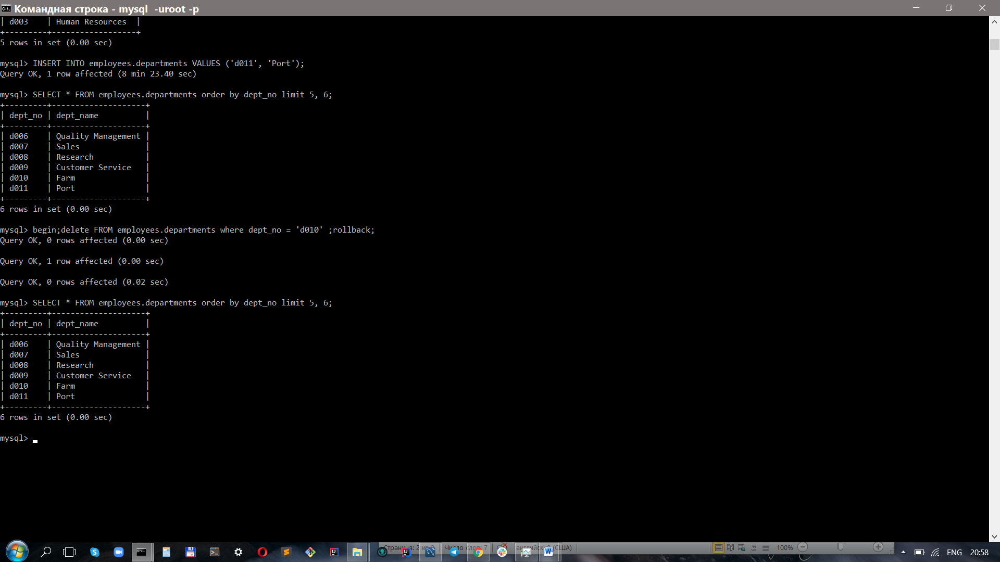 Командная строка - mysql  -uroot -p
| d003    | Human Resources  |
+---------+------------------+
5 rows in set (0.00 sec)
mysql> INSERT INTO employees.departments VALUES ('d011', 'Port');
Query OK, 1 row affected (8 min 23.40 sec)
mysql> SELECT * FROM employees.departments order by dept_no limit 5, 6;
+---------+--------------------+
| dept_no | dept_name          |
+---------+--------------------+
| d006    | Quality Management |
| d007    | Sales              |
| d008    | Research           |
| d009    | Customer Service   |
| d010    | Farm               |
| d011    | Port               |
+---------+--------------------+
6 rows in set (0.00 sec)
mysql> begin;delete FROM employees.departments where dept_no = 'd010' ;rollback;
Query OK, 0 rows affected (0.00 sec)
Query OK, 1 row affected (0.00 sec)
Query OK, 0 rows affected (0.02 sec)
mysql> SELECT * FROM employees.departments order by dept_no limit 5, 6;
+---------+--------------------+
| dept_no | dept_name          |
+---------+--------------------+
| d006    | Quality Management |
| d007    | Sales              |
| d008    | Research           |
| d009    | Customer Service   |
| d010    | Farm               |
| d011    | Port               |
+---------+--------------------+
6 rows in set (0.00 sec)
mysql>
Страница: 2 из Число слов: 7 (США) 100% ENG 20:58